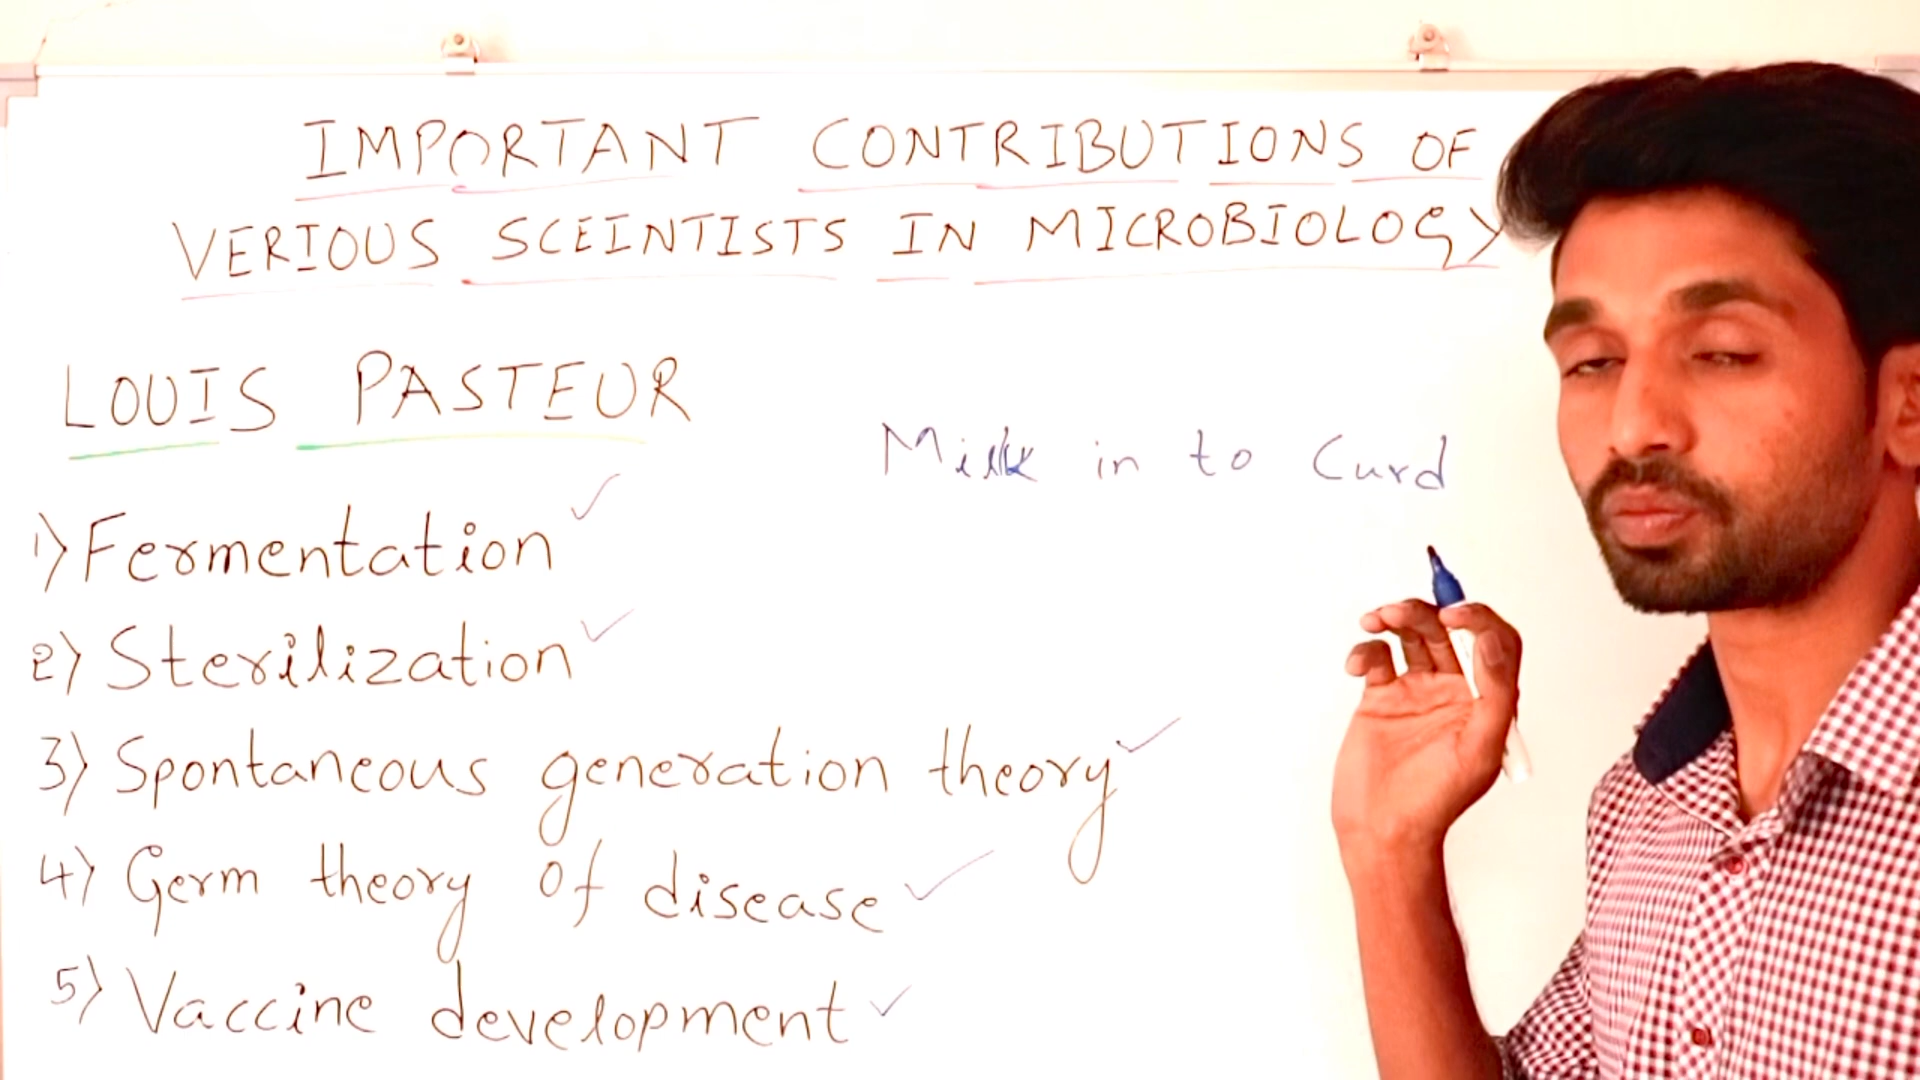 IMPORTANT CONTRIBUTIONS OF
VERIOUS SCEINTISTS IN MICROBIOLOGY
LOUIS PASTEUR
Milk in to Curd
1) Fermentation
2) Sterilization
3) Spontaneous generation theory
4) Germ theory of disease
5) Vaccine development